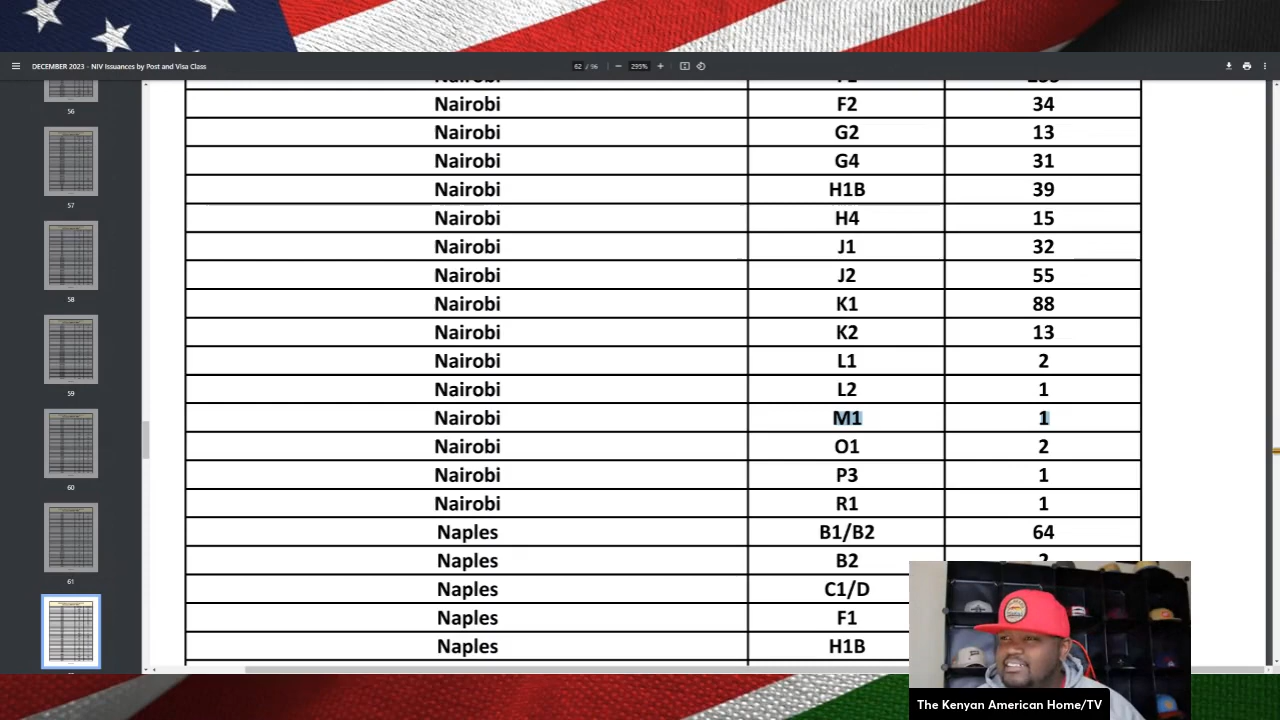 DECEMBER 2023 - NIV Issuances by Post and Visa Class
62 / 96
295%
56
57
58
59
60
61
Nairobi
Nairobi F2 34
Nairobi G2 13
Nairobi G4 31
Nairobi H1B 39
Nairobi H4 15
Nairobi J1 32
Nairobi J2 55
Nairobi K1 88
Nairobi K2 13
Nairobi L1 2
Nairobi L2 1
Nairobi M1 1
Nairobi O1 2
Nairobi P3 1
Nairobi R1 1
Naples B1/B2 64
Naples B2
Naples C1/D
Naples F1
Naples H1B
The Kenyan American Home/TV